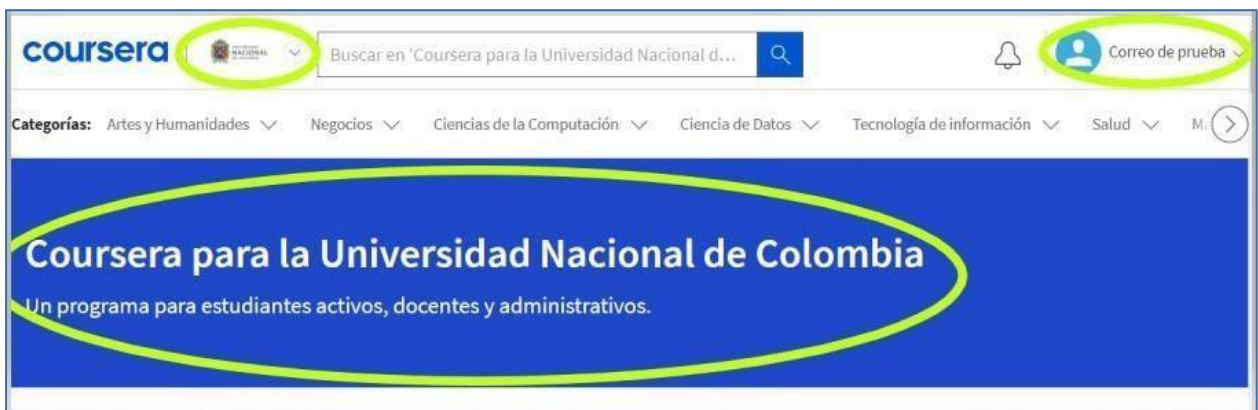 coursera
NACIONAL
Buscar en 'Coursera para la Universidad Nacional d...
Correo de prueba
Categorías: Artes y Humanidades Negocios Ciencias de la Computación Ciencia de Datos Tecnología de información Salud M
Coursera para la Universidad Nacional de Colombia
Un programa para estudiantes activos, docentes y administrativos.